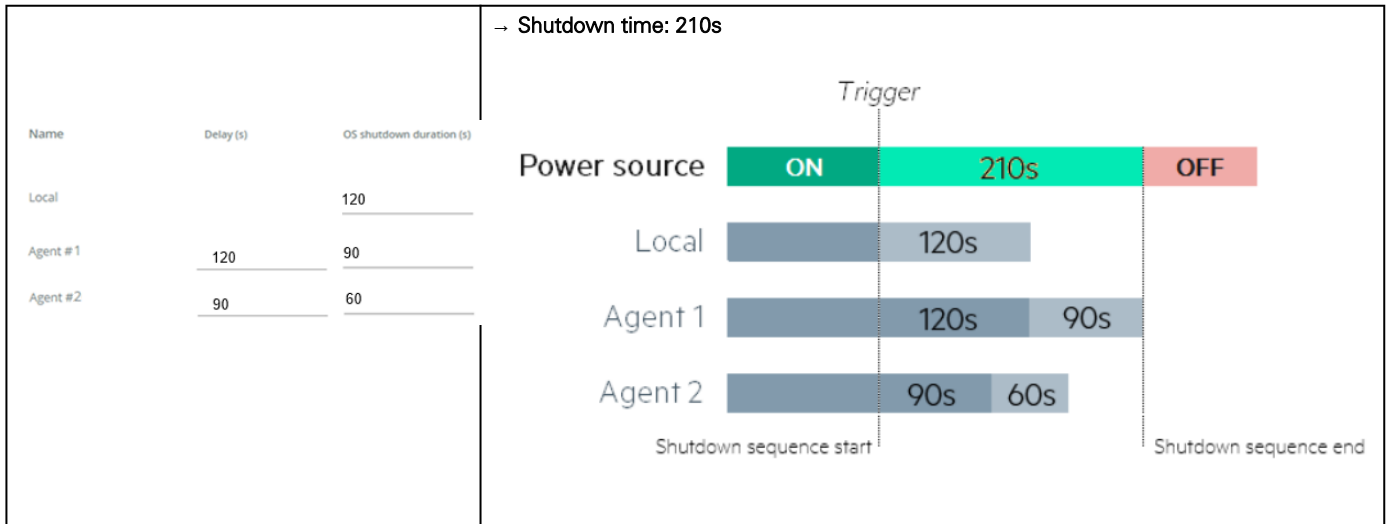 → Shutdown time: 210s
Name Delay (s) OS shutdown duration (s)
Local 120
Agent #1 120 90
Agent #2 90 60
Trigger
Power source ON 210s OFF
Local 120s
Agent 1 120s 90s
Agent 2 90s 60s
Shutdown sequence start Shutdown sequence end